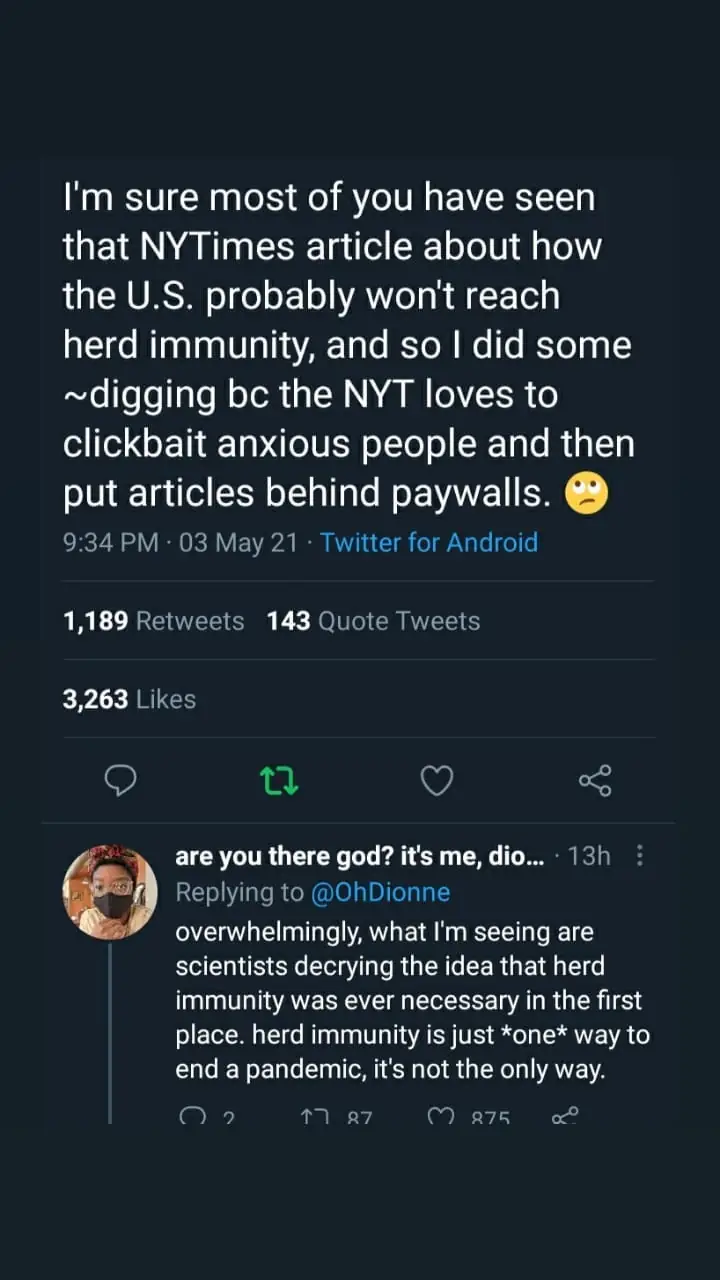 I'm sure most of you have seen
that NYTimes article about how
the U.S. probably won't reach
herd immunity, and so I did some
~digging bc the NYT loves to
clickbait anxious people and then
put articles behind paywalls. 🙄
9:34 PM · 03 May 21 · Twitter for Android
1,189 Retweets 143 Quote Tweets
3,263 Likes
are you there god? it's me, dio... · 13h
Replying to @OhDionne
overwhelmingly, what I'm seeing are
scientists decrying the idea that herd
immunity was ever necessary in the first
place. herd immunity is just *one* way to
end a pandemic, it's not the only way.
2 87 875